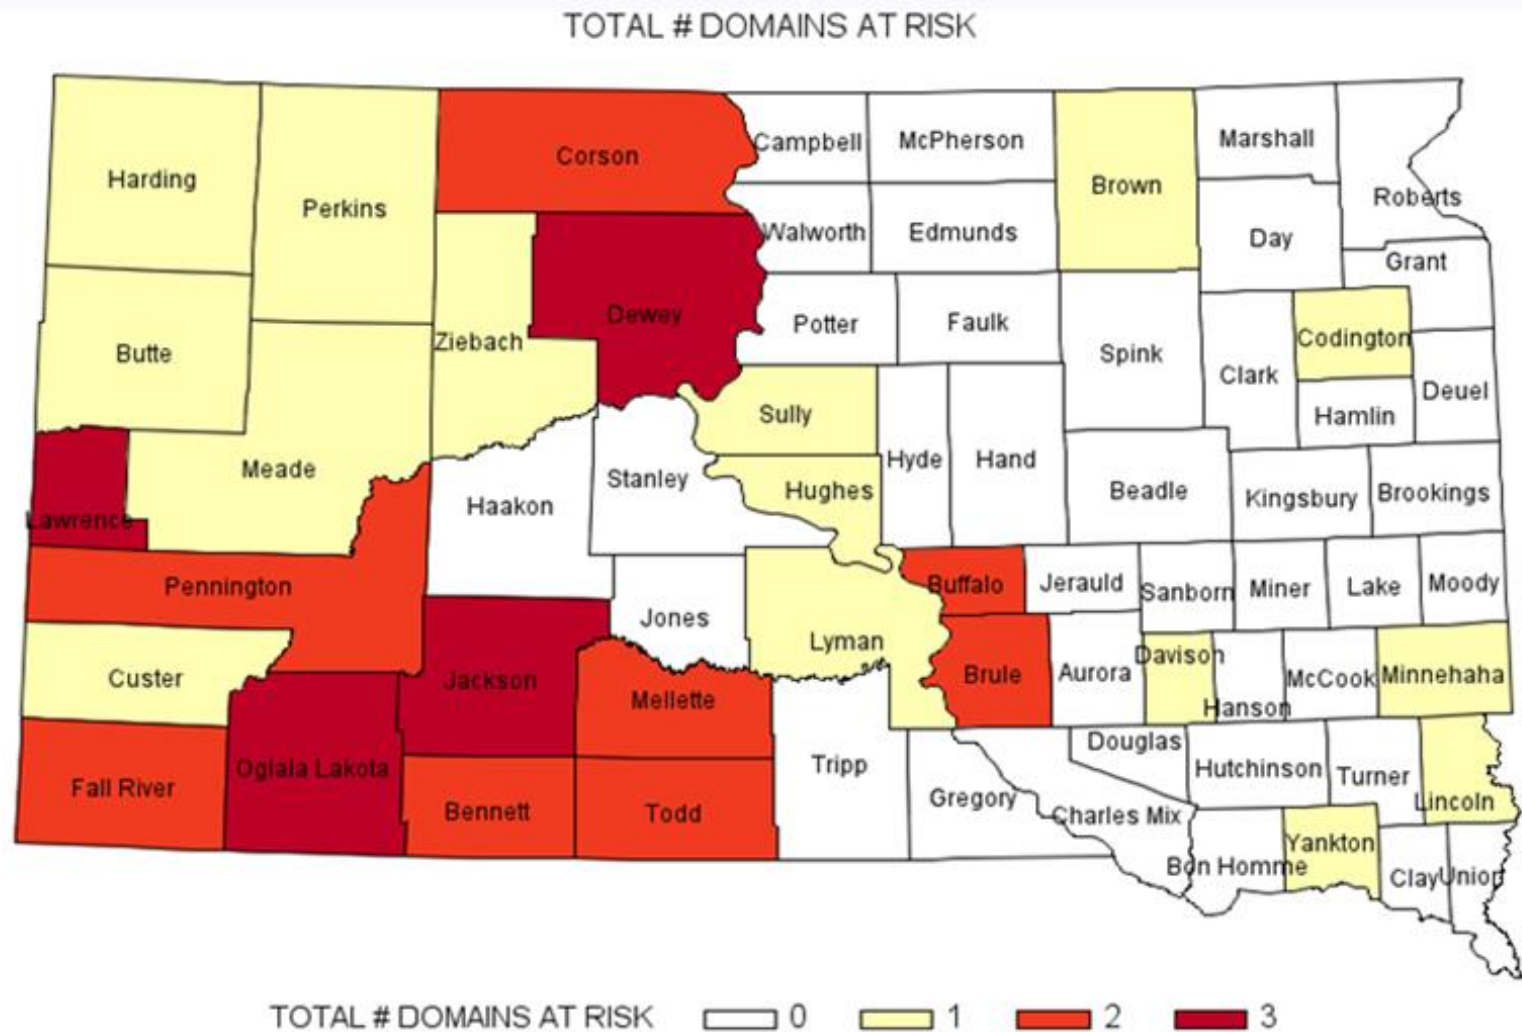 TOTAL # DOMAINS AT RISK
Harding
Perkins
Corson
Campbell
McPherson
Brown
Marshall
Roberts
Walworth
Edmunds
Day
Grant
Butte
Ziebach
Dewey
Potter
Faulk
Spink
Clark
Codington
Deuel
Hamlin
Lawrence
Meade
Haakon
Stanley
Sully
Hughes
Hyde
Hand
Beadle
Kingsbury
Brookings
Pennington
Jones
Lyman
Buffalo
Jerauld
Sanborn
Miner
Lake
Moody
Custer
Jackson
Mellette
Brule
Aurora
Davison
Hanson
McCook
Minnehaha
Fall River
Oglala Lakota
Bennett
Todd
Tripp
Gregory
Douglas
Charles Mix
Hutchinson
Turner
Lincoln
Bon Homme
Yankton
Clay
Union
TOTAL # DOMAINS AT RISK 0 1 2 3